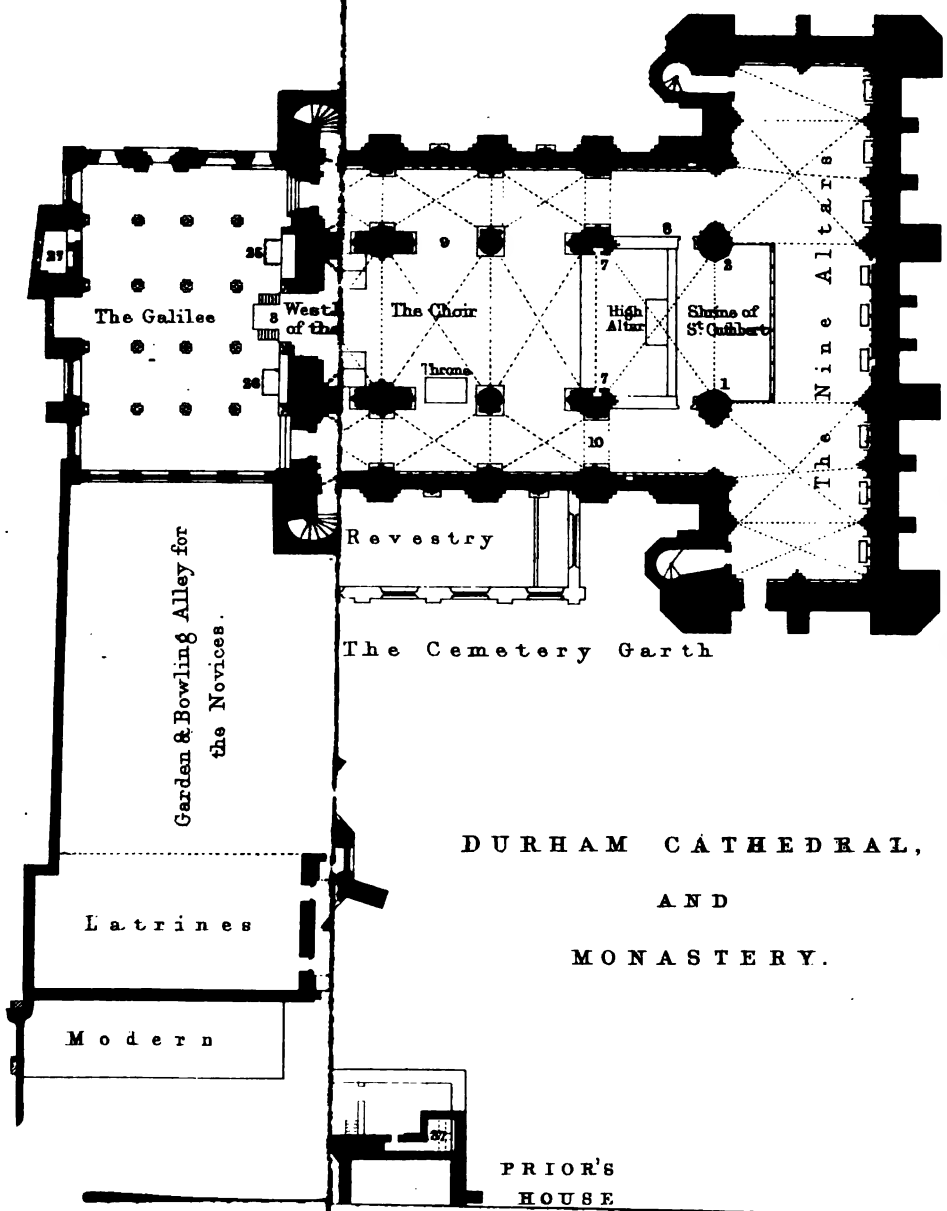 The Galilee
27
25
3
26
West
of the
The Choir
9
Throne
7
7
10
High
Altar
8
2
1
Shrine of
St Cuthbert
The Nine Altars
Revestry
The Cemetery Garth
Garden & Bowling Alley for
the Novices.
DURHAM CATHEDRAL,
AND
MONASTERY.
Latrines
Modern
37
PRIOR'S
HOUSE